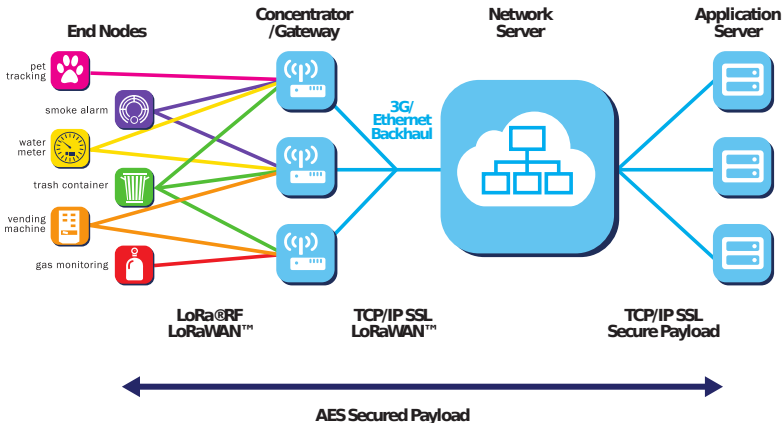 End Nodes
Concentrator
/Gateway
Network
Server
Application
Server
pet
tracking
smoke alarm
water
meter
trash container
vending
machine
gas monitoring
3G/
Ethernet
Backhaul
LoRa®RF
LoRaWAN™
TCP/IP SSL
LoRaWAN™
TCP/IP SSL
Secure Payload
AES Secured Payload